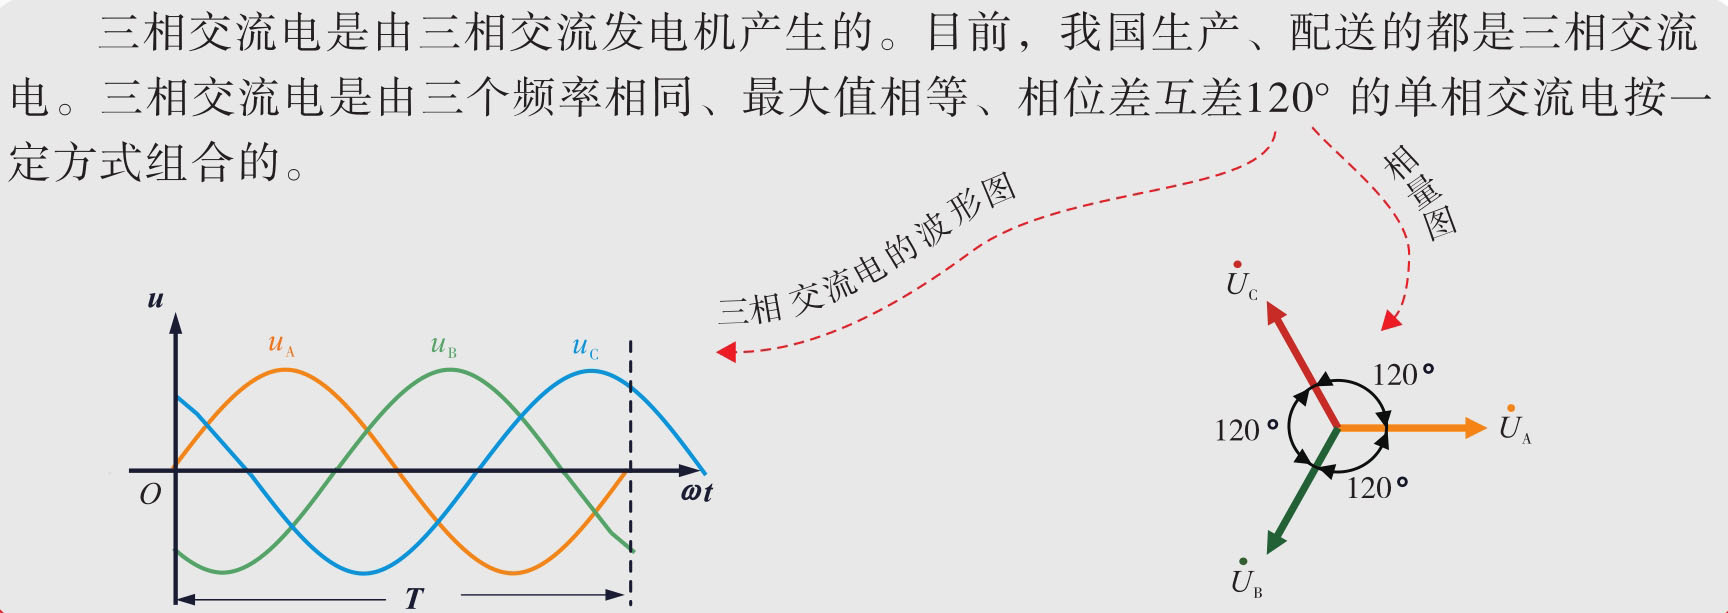 三相交流电是由三相交流发电机产生的。目前，我国生产、配送的都是三相交流
电。三相交流电是由三个频率相同、最大值相等、相位差互差120° 的单相交流电按一
定方式组合的。
三相交流电的波形图
相量图
u
u_A
u_B
u_C
O
ωt
T
U̇_C
120°
120°
U̇_A
120°
U̇_B